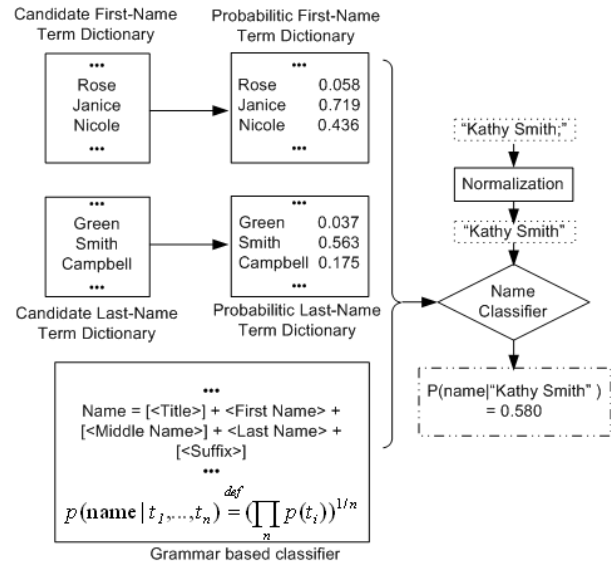 Candidate First-Name
Term Dictionary
•••
Rose
Janice
Nicole
•••
Probabilitic First-Name
Term Dictionary
•••
Rose 0.058
Janice 0.719
Nicole 0.436
•••
•••
Green
Smith
Campbell
•••
Candidate Last-Name
Term Dictionary
•••
Green 0.037
Smith 0.563
Campbell 0.175
•••
Probabilitic Last-Name
Term Dictionary
•••
Name = [<Title>] + <First Name> +
[<Middle Name>] + <Last Name> +
[<Suffix>]
•••
p(name | t₁,...,tₙ) def= (∏ₙ p(tᵢ))^1/n
Grammar based classifier
“Kathy Smith;”
Normalization
“Kathy Smith”
Name
Classifier
P(name|“Kathy Smith” )
= 0.580